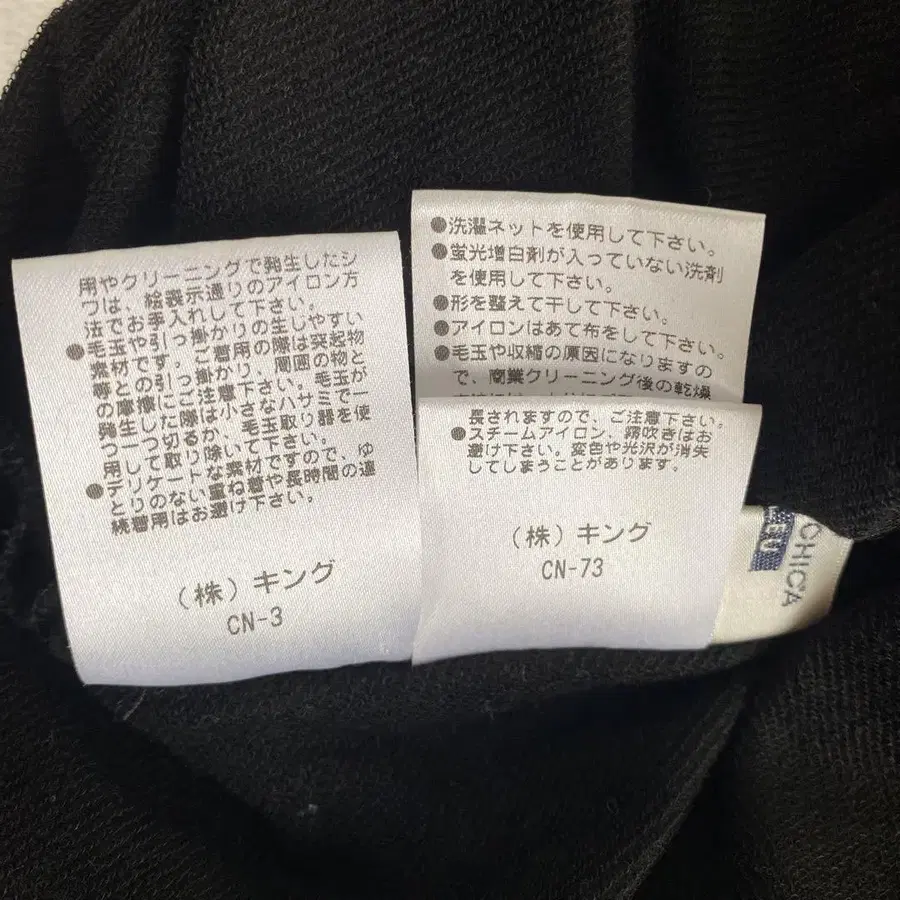 用やクリーニングで発生したシ
ワは、絵表示通りのアイロン方
法でお手入れして下さい。
●毛玉や引っ掛かりの生しやすい
素材です。ご着用の際は突起物
等との引っ掛かり、周囲の物と
の摩擦にご注意下さい。毛玉が
発生した際は小さなハサミで一
つ一つ切るか、毛玉取り器を使
用して取り除いて下さい。
●デリケートな素材ですので、ゆ
とりのない重ね着や長時間の連
続着用はお避け下さい。
（株）キング
CN-3
●洗濯ネットを使用して下さい。
●蛍光増白剤が入っていない洗剤
を使用して下さい。
●形を整えて干して下さい。
●アイロンはあて布をして下さい。
●毛玉や収縮の原因になりますの
で、商業クリーニング後の乾燥
長されますので、ご注意下さい。
●スチームアイロン、霧吹きはお
避け下さい。変色や光沢が消失
してしまうことがあります。
（株）キング
CN-73
CHICA